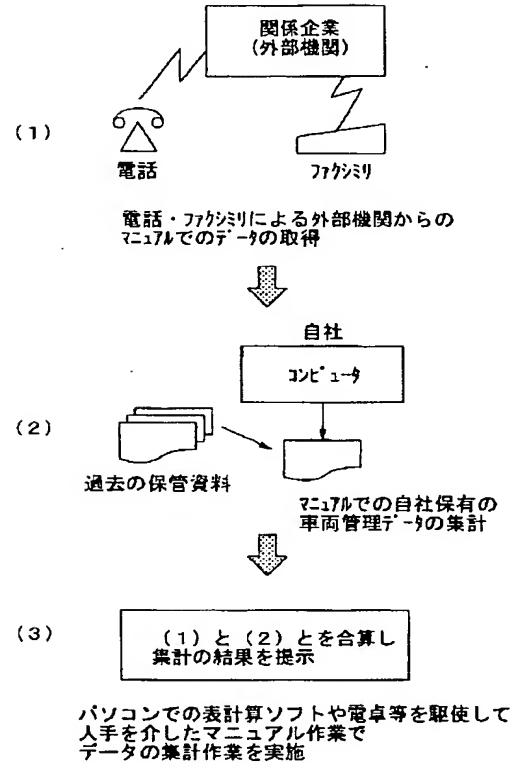 関係企業
(外部機関)
(1)
電話
ﾌｧｸｼﾐﾘ
電話・ﾌｧｸｼﾐﾘによる外部機関からの
ﾏﾆｭｱﾙでのﾃﾞｰﾀの取得
自社
ｺﾝﾋﾟｭｰﾀ
(2)
過去の保管資料
ﾏﾆｭｱﾙでの自社保有の
車両管理ﾃﾞｰﾀの集計
(3)
(1)と(2)とを合算し
集計の結果を提示
パソコンでの表計算ソフトや電卓等を駆使して
人手を介したマニュアル作業で
データの集計作業を実施